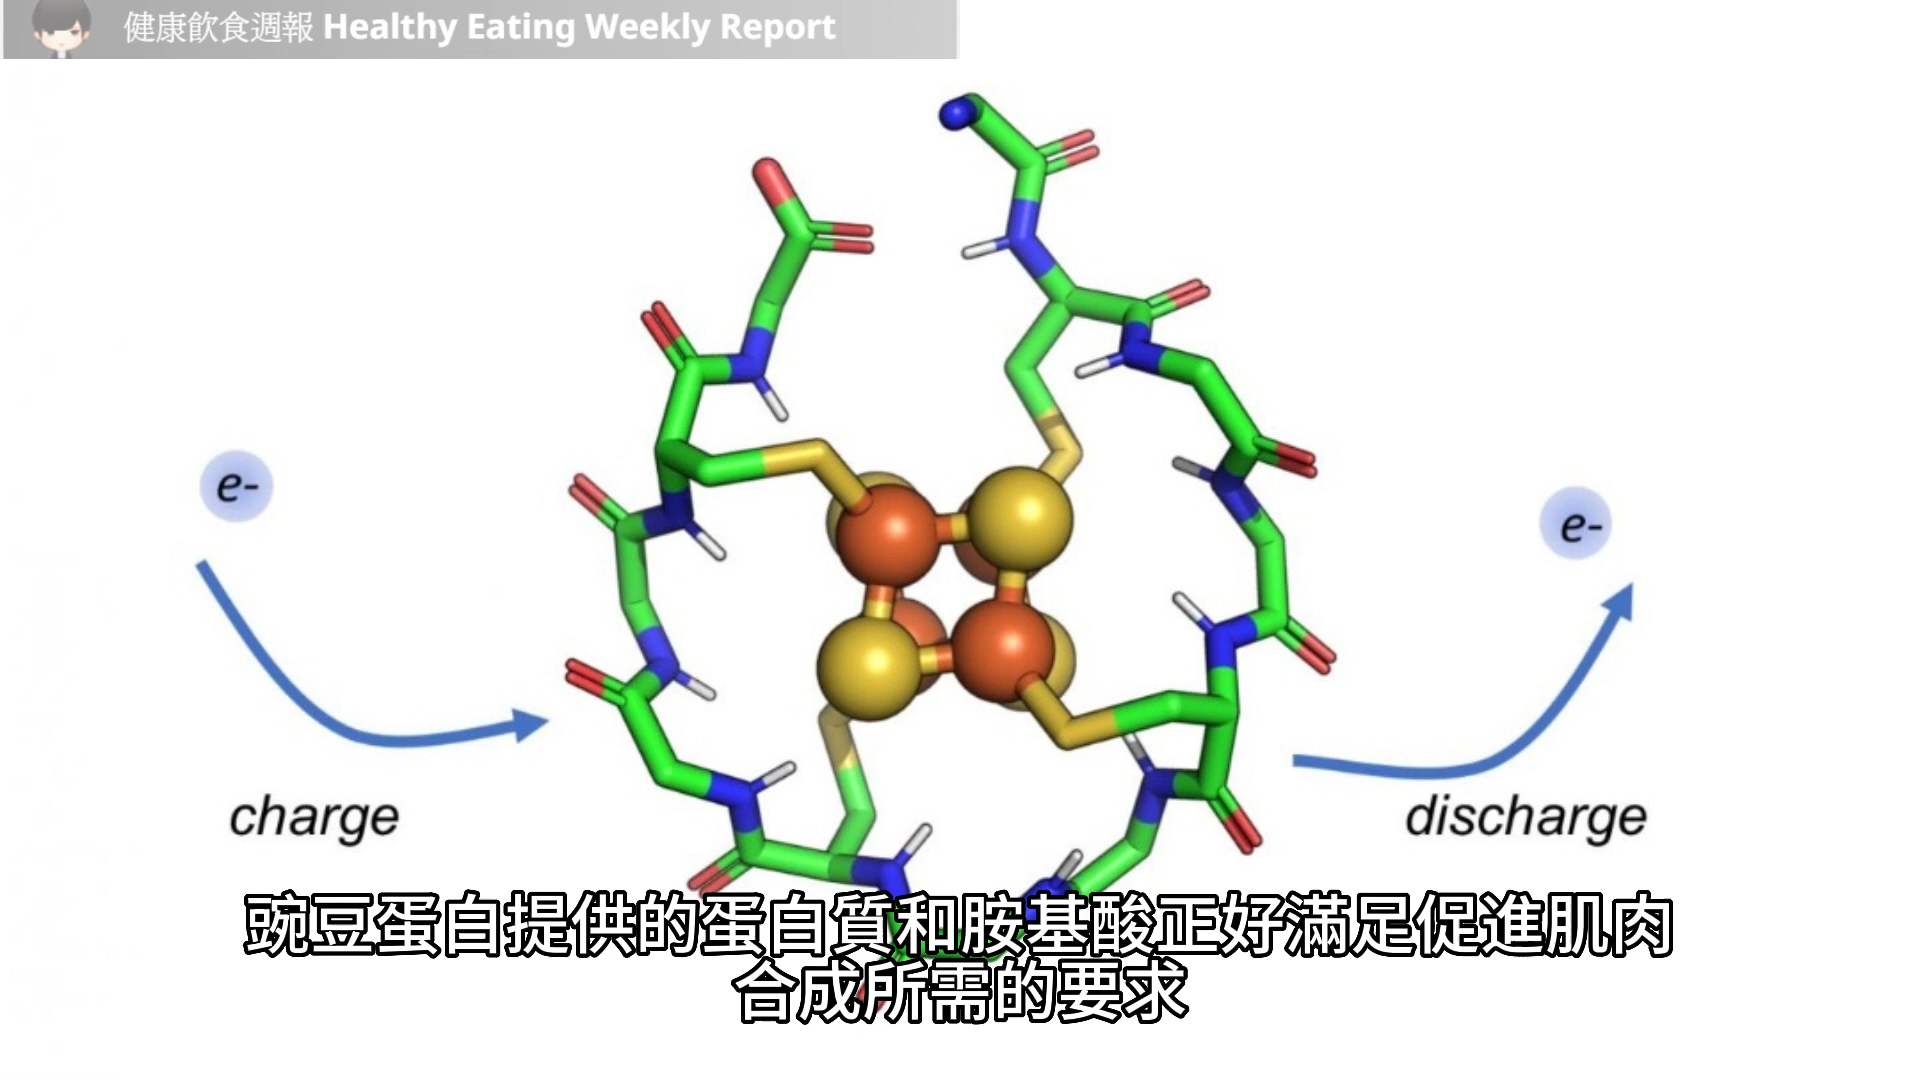 健康飲食週報 Healthy Eating Weekly Report
e-
e-
charge
discharge
豌豆蛋白提供的蛋白質和胺基酸正好滿足促進肌肉
合成所需的要求